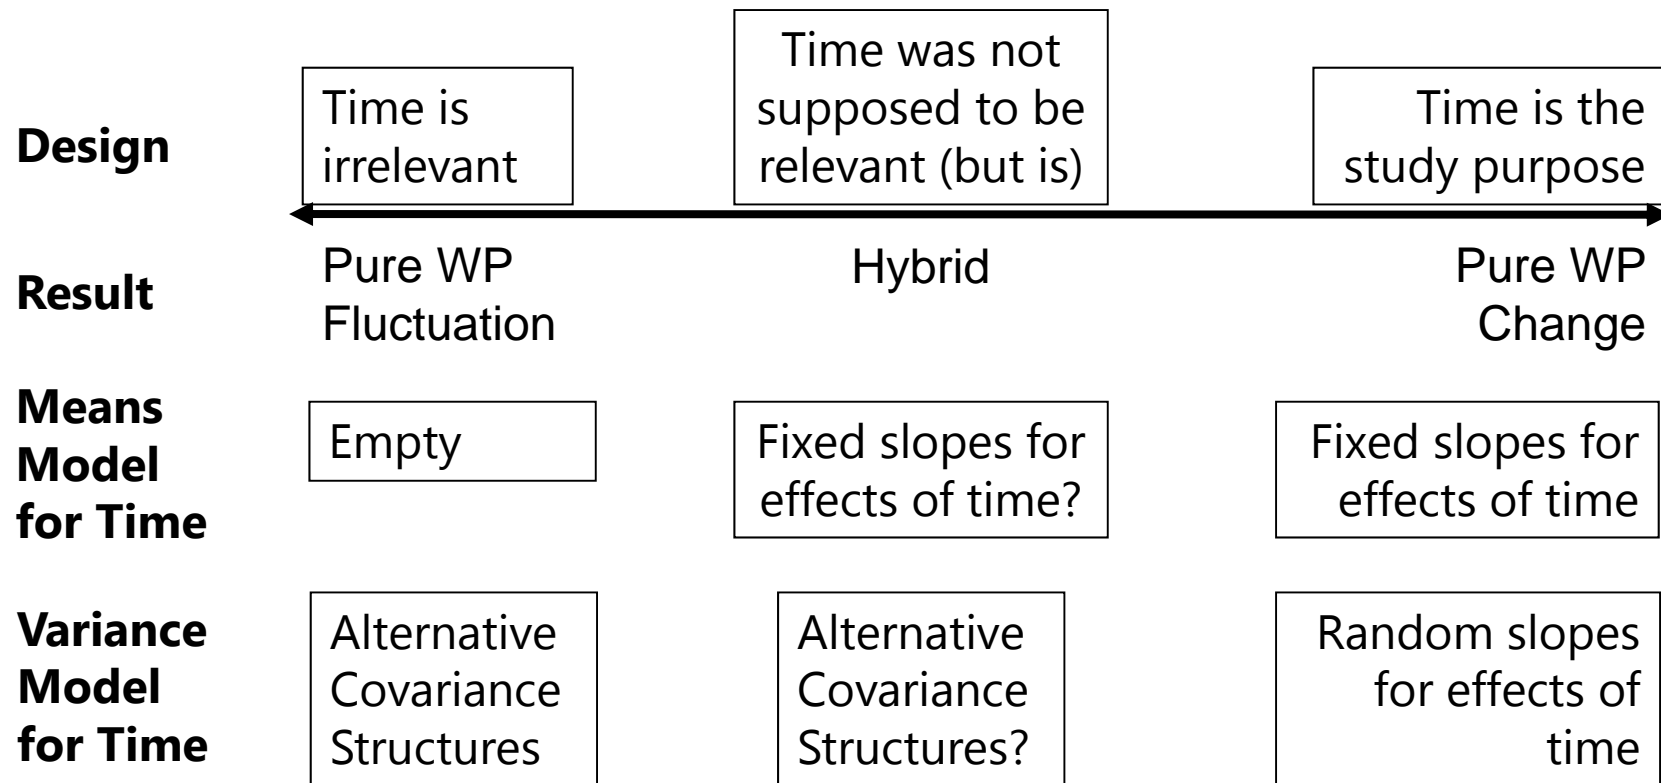 Design
Time is
irrelevant
Time was not
supposed to be
relevant (but is)
Time is the
study purpose
Result
Pure WP
Fluctuation
Hybrid
Pure WP
Change
Means
Model
for Time
Empty
Fixed slopes for
effects of time?
Fixed slopes for
effects of time
Variance
Model
for Time
Alternative
Covariance
Structures
Alternative
Covariance
Structures?
Random slopes
for effects of
time